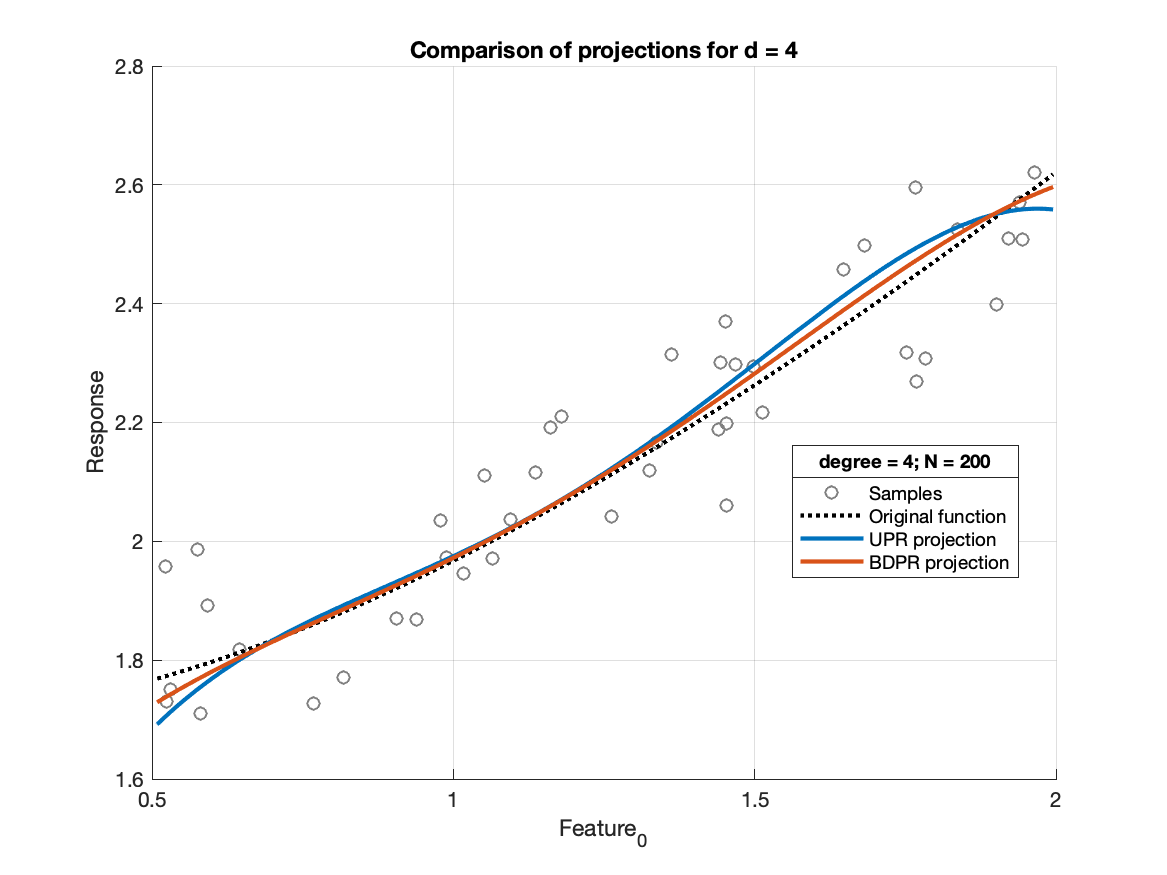 Comparison of projections for d = 4
2.8
2.6
2.4
2.2
2
1.8
1.6
Response
degree = 4; N = 200
Samples
Original function
UPR projection
BDPR projection
0.5 1 1.5 2
Feature0